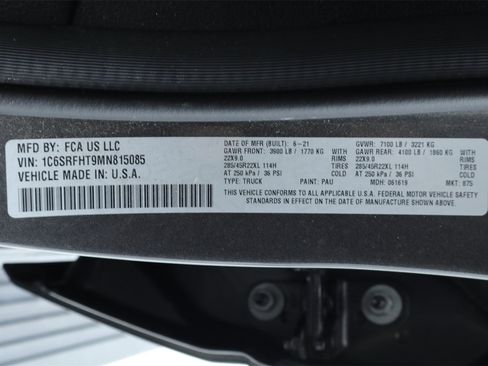 MFD BY: FCA US LLC
VIN: 1C6SRFHT9MN815085
VEHICLE MADE IN: U.S.A.
DATE OF MFR (BUILT): 6-21
GVWR: 7100 LB / 3221 KG
GAWR FRONT: 3900 LB / 1770 KG
GAWR REAR: 4100 LB / 1860 KG
22X9.0 RIMS
22X9.0 RIMS
285/45R22XL 114H TIRES
285/45R22XL 114H TIRES
AT 250 kPa / 36 PSI COLD
AT 250 kPa / 36 PSI COLD
TYPE: TRUCK PAINT: PAU MDH: 061619 MKT: 875
THIS VEHICLE CONFORMS TO ALL APPLICABLE U.S.A. FEDERAL MOTOR VEHICLE SAFETY
STANDARDS IN EFFECT ON THE DATE OF MANUFACTURE SHOWN ABOVE.